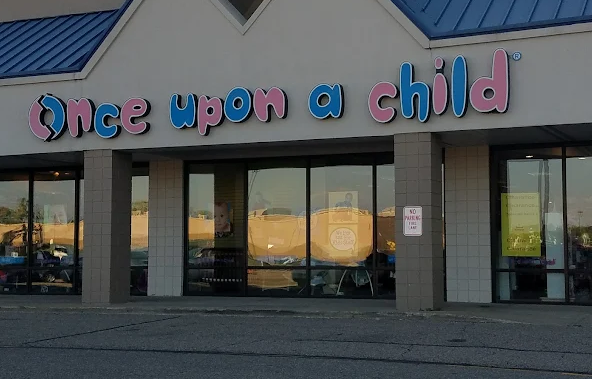 Once upon a child®
NO
PARKING
FIRE
LANE